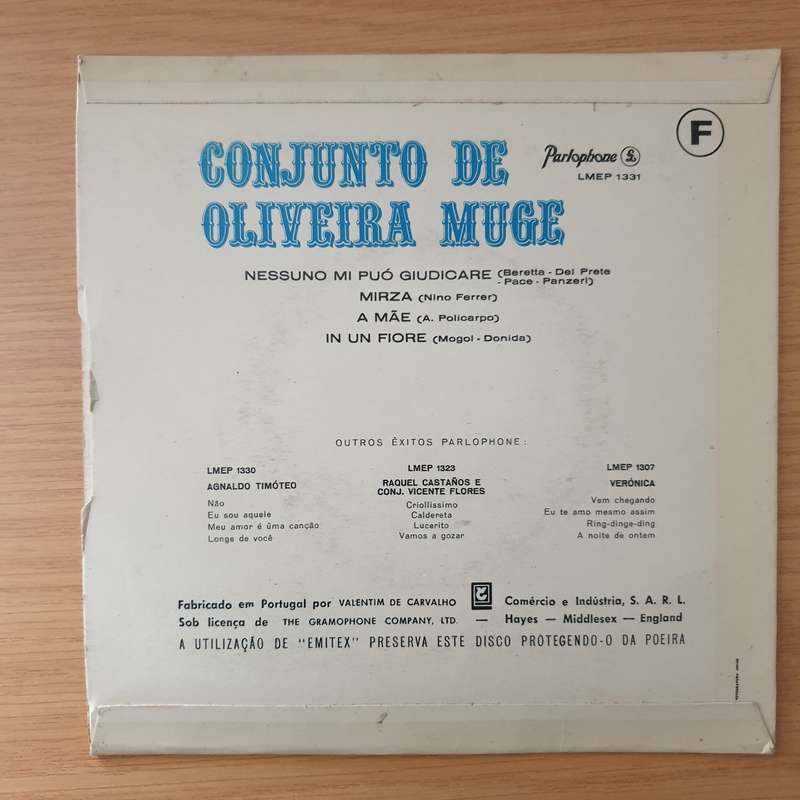 F
CONJUNTO DE
OLIVEIRA MUGE
Parlophone
LMEP 1331
NESSUNO MI PUÓ GIUDICARE (Beretta - Del Prete
- Pace - Panzeri)
MIRZA (Nino Ferrer)
A MÃE (A. Policarpo)
IN UN FIORE (Mogol - Donida)
OUTROS ÊXITOS PARLOPHONE:
LMEP 1330
AGNALDO TIMÓTEO
Não
Eu sou aquele
Meu amor é ũma canção
Longe de você
LMEP 1323
RAQUEL CASTAÑOS E
CONJ. VICENTE FLORES
Criollissimo
Caldereta
Lucerito
Vamos a gozar
LMEP 1307
VERÓNICA
Vem chegando
Eu te amo mesmo assim
Ring-dinge-ding
A noite de ontem
Fabricado em Portugal por VALENTIM DE CARVALHO Comércio e Indústria, S. A. R. L.
Sob licença de THE GRAMOPHONE COMPANY, LTD. — Hayes — Middlesex — England
A UTILIZAÇÃO DE "EMITEX" PRESERVA ESTE DISCO PROTEGENDO-O DA POEIRA